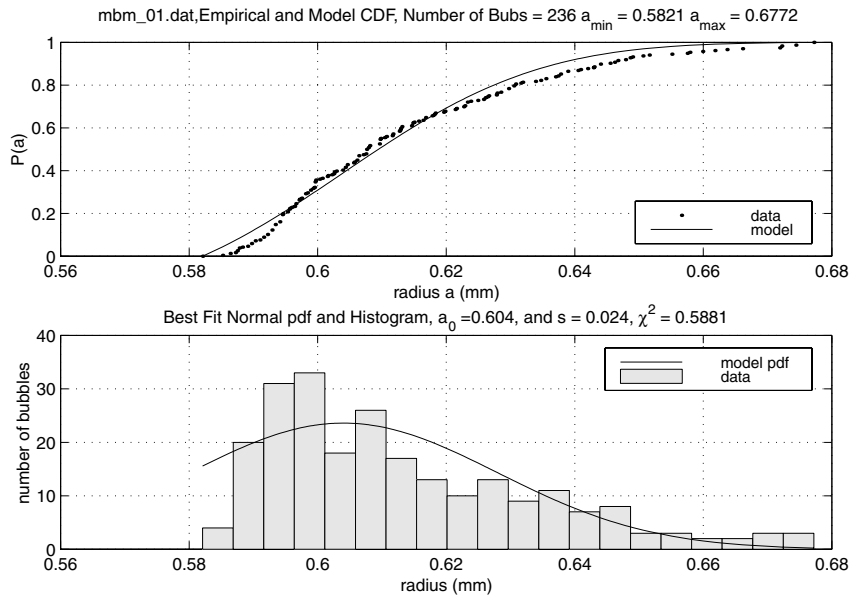 mbm_01.dat,Empirical and Model CDF, Number of Bubs = 236 a_min = 0.5821 a_max = 0.6772
1
0.8
0.6
0.4
0.2
0
P(a)
data
model
0.56 0.58 0.6 0.62 0.64 0.66 0.68
radius a (mm)
Best Fit Normal pdf and Histogram, a_0 =0.604, and s = 0.024, χ² = 0.5881
40
30
20
10
0
number of bubbles
model pdf
data
0.56 0.58 0.6 0.62 0.64 0.66 0.68
radius (mm)